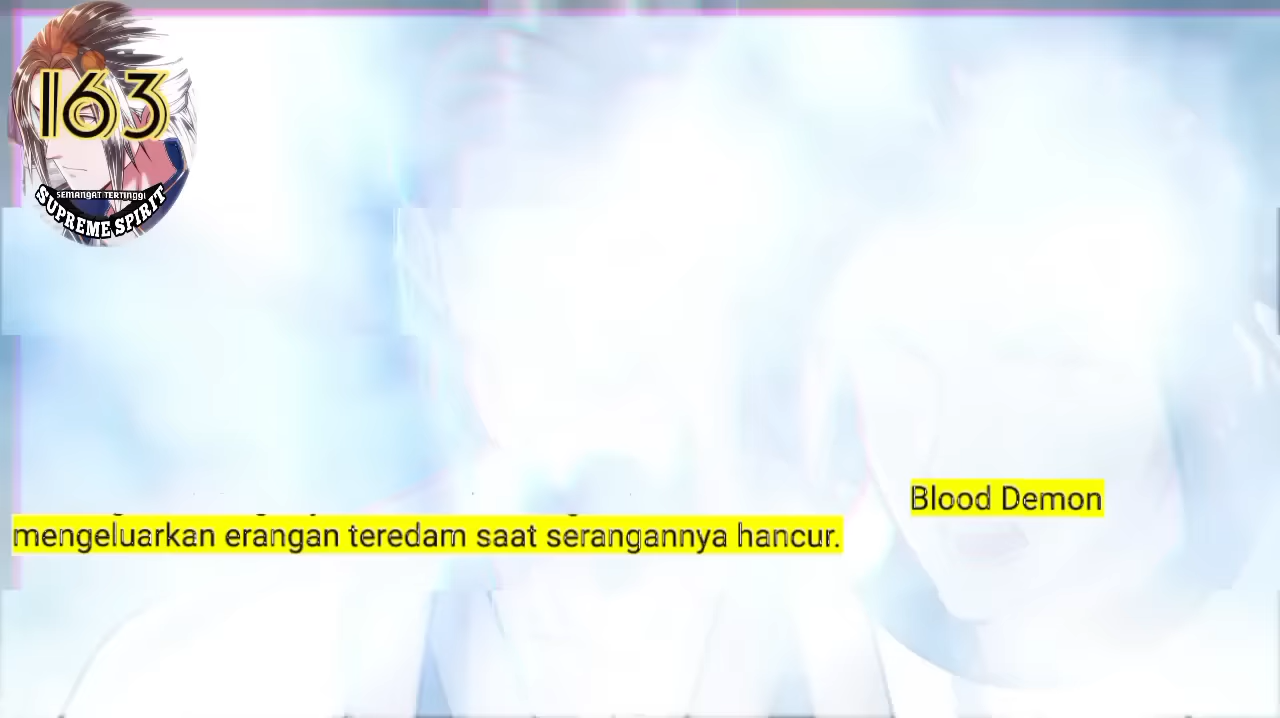 163
SEMANGAT TERTINGGI
SUPREME SPIRIT
Blood Demon
mengeluarkan erangan teredam saat serangannya hancur.